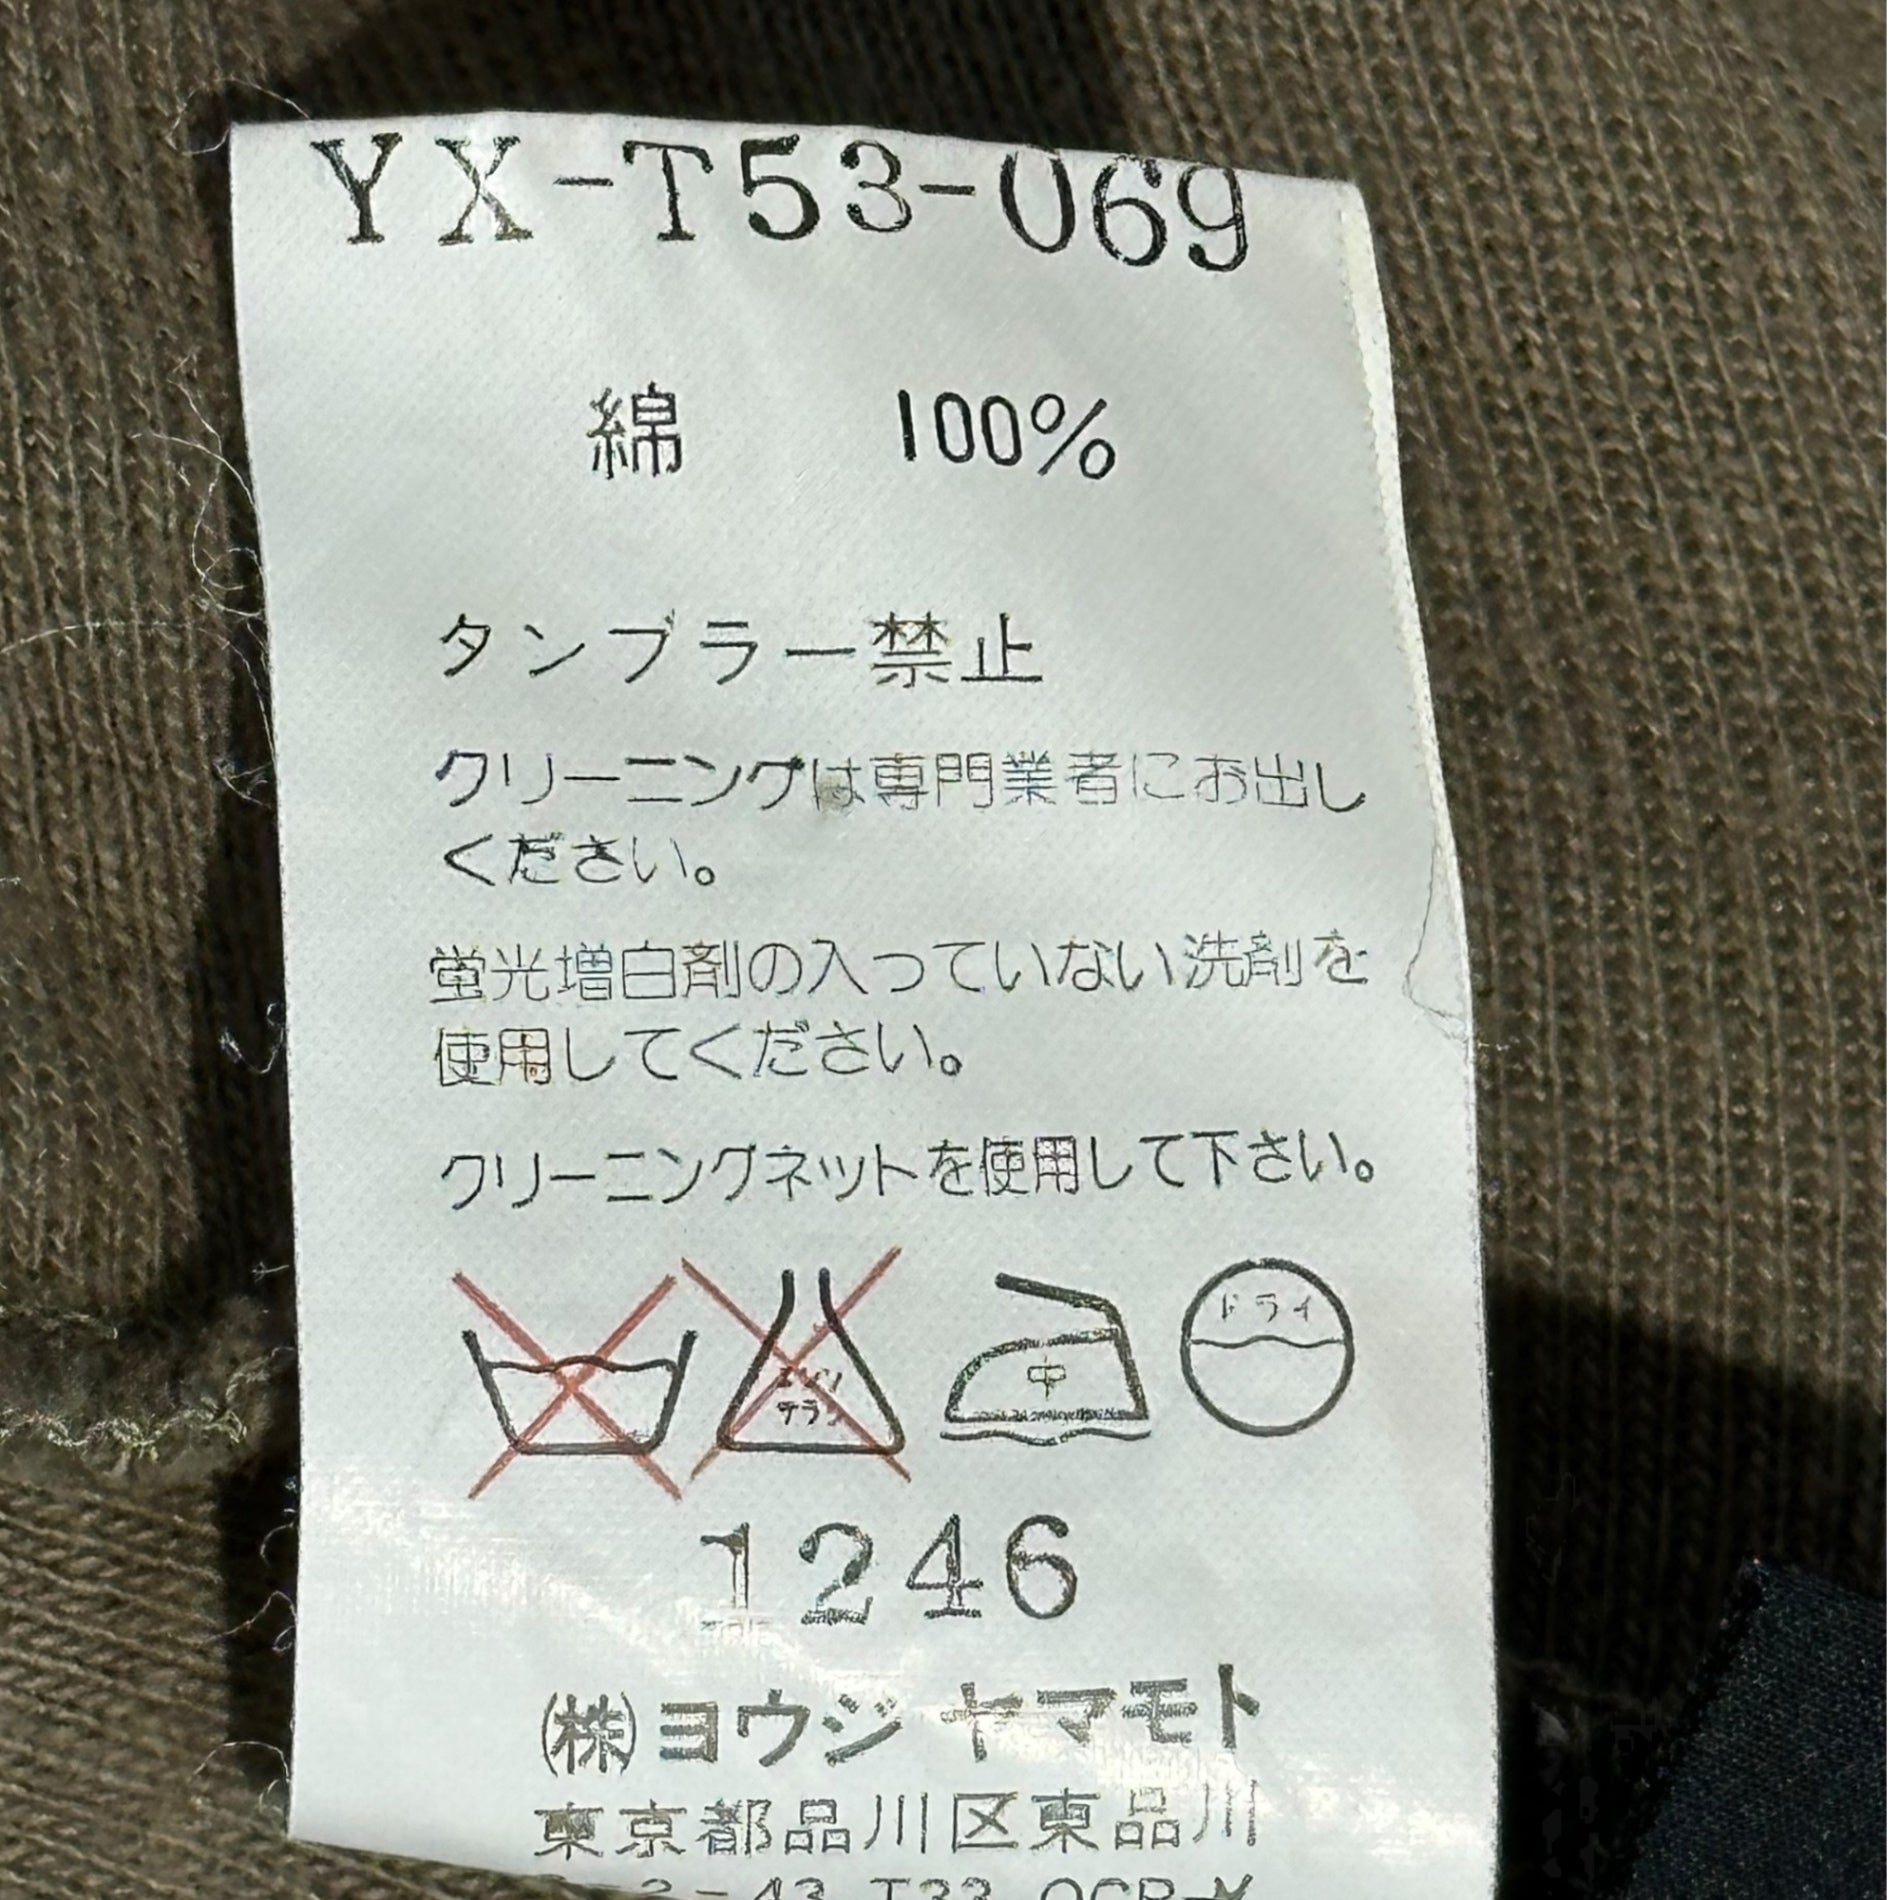 YX-T53-069
綿 100%
タンブラー禁止
クリーニングは専門業者にお出し
ください。
蛍光増白剤の入っていない洗剤を
使用してください。
クリーニングネットを使用して下さい。
中 ドライ
1246
(株)ヨウジ ヤマモト
東京都品川区東品川